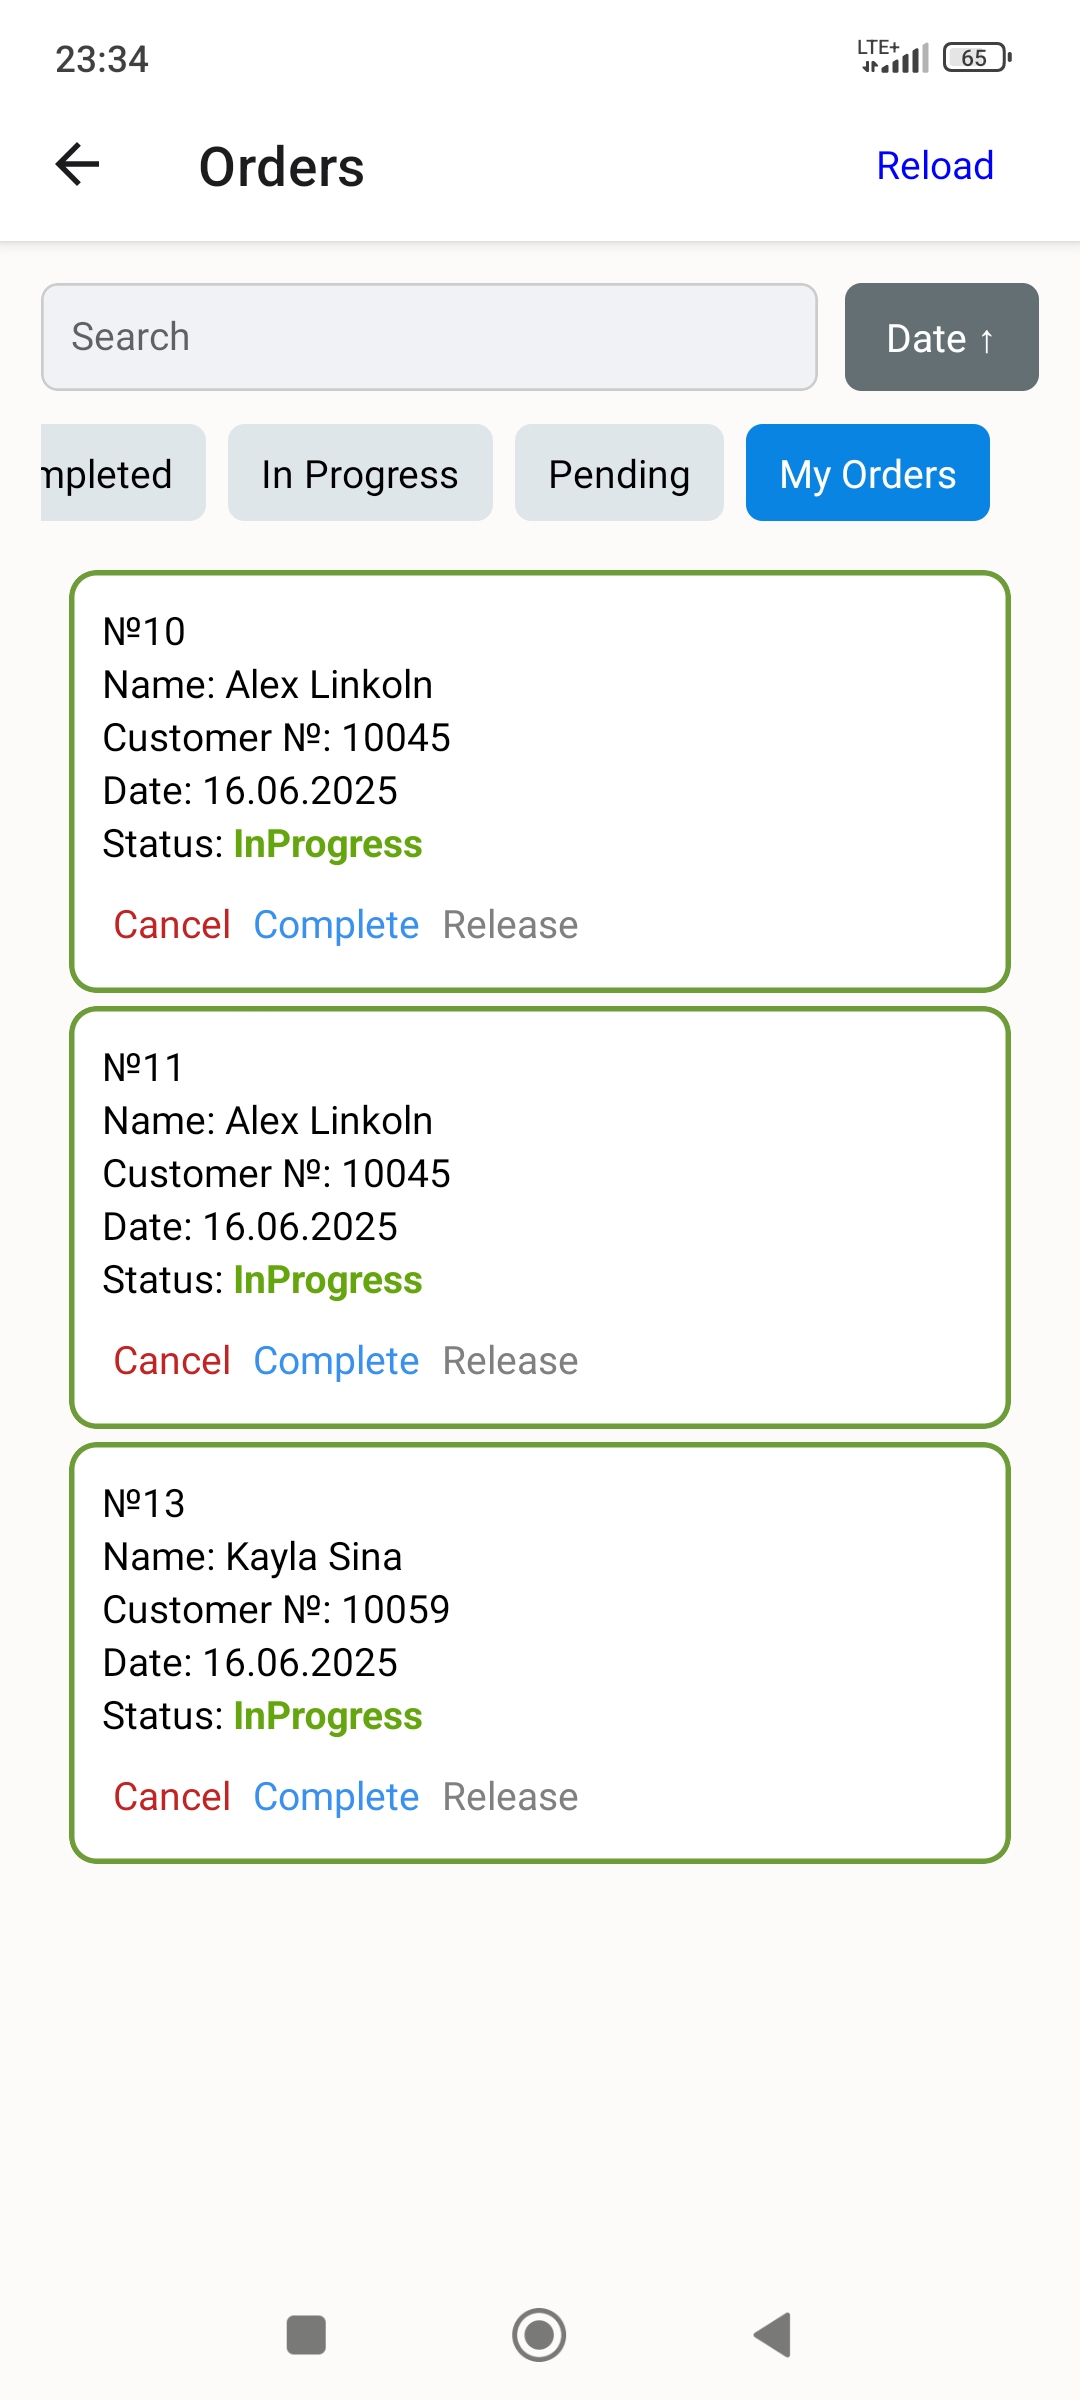 23:34 LTE+ 65
Orders Reload
Search Date ↑
mpleted In Progress Pending My Orders
№10
Name: Alex Linkoln
Customer №: 10045
Date: 16.06.2025
Status: InProgress
Cancel Complete Release
№11
Name: Alex Linkoln
Customer №: 10045
Date: 16.06.2025
Status: InProgress
Cancel Complete Release
№13
Name: Kayla Sina
Customer №: 10059
Date: 16.06.2025
Status: InProgress
Cancel Complete Release